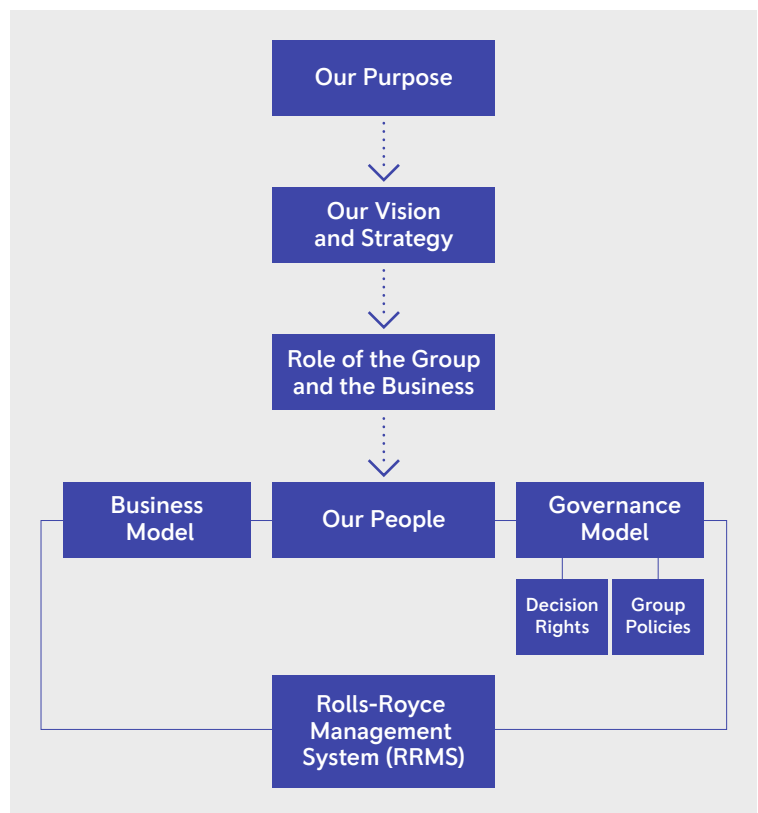 Our Purpose
Our Vision
and Strategy
Role of the Group
and the Business
Business
Model
Our People
Governance
Model
Decision
Rights
Group
Policies
Rolls-Royce
Management
System (RRMS)